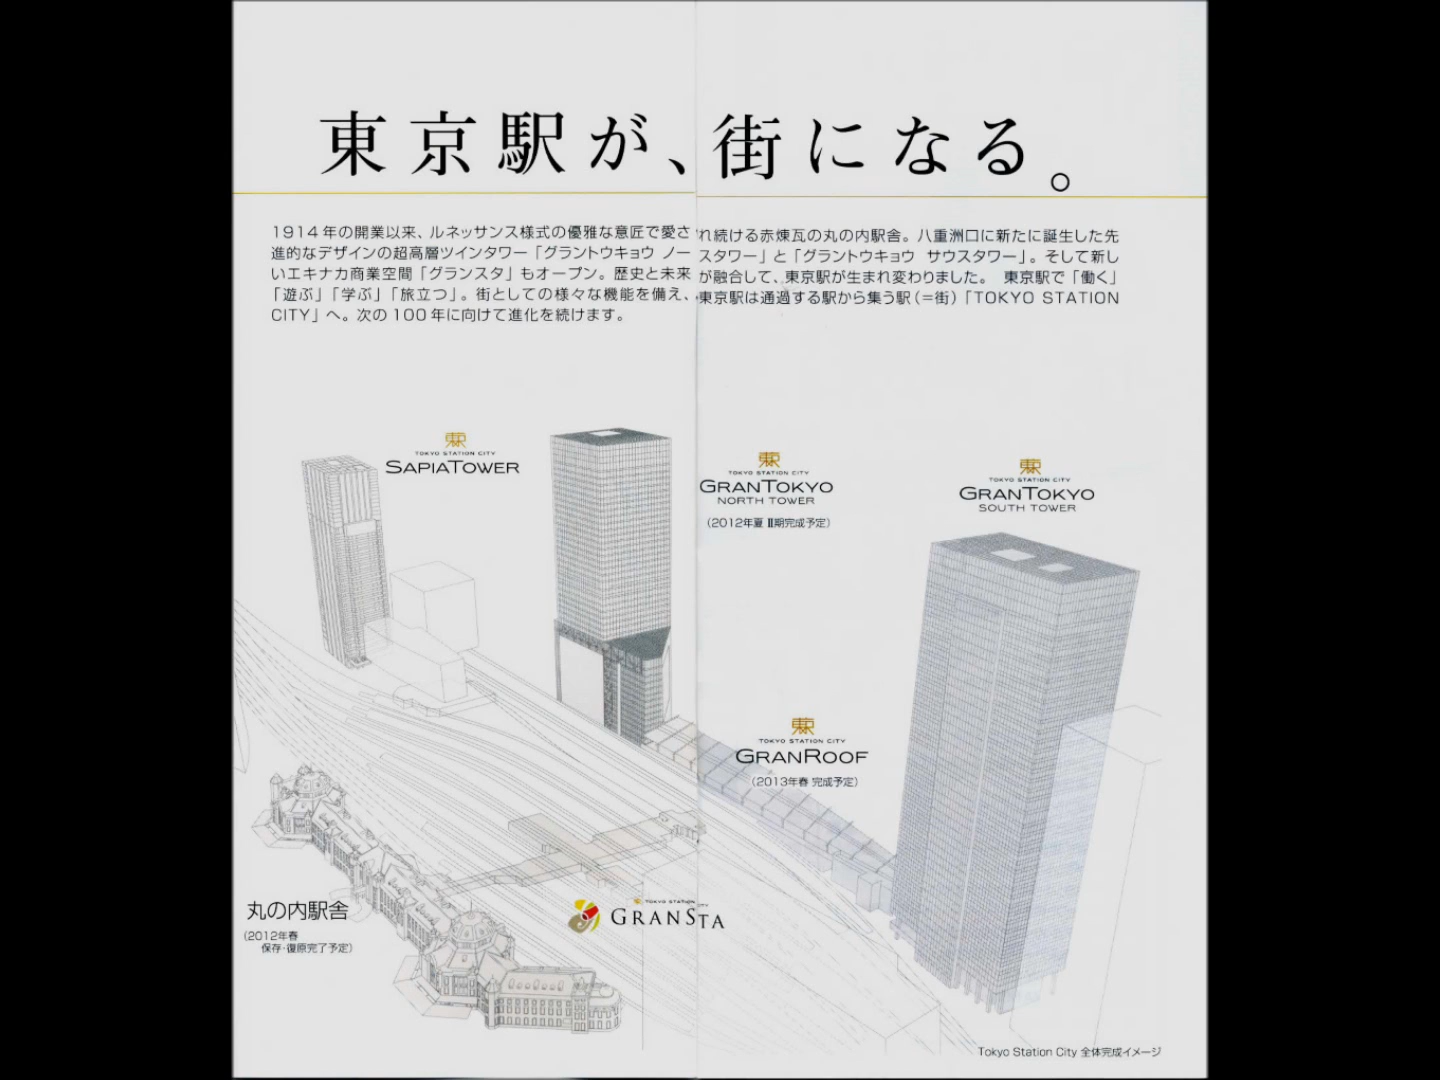 東京駅が、街になる。
1914年の開業以来、ルネッサンス様式の優雅な意匠で愛され続ける赤煉瓦の丸の内駅舎。八重洲口に新たに誕生した先
進的なデザインの超高層ツインタワー「グラントウキョウ ノースタワー」と「グラントウキョウ サウスタワー」。そして新し
いエキナカ商業空間「グランスタ」もオープン。歴史と未来が融合して、東京駅が生まれ変わりました。 東京駅で「働く」
「遊ぶ」「学ぶ」「旅立つ」。街としての様々な機能を備え、東京駅は通過する駅から集う駅(=街)「TOKYO STATION
CITY」へ。次の100年に向けて進化を続けます。
TOKYO STATION CITY
SAPIATOWER
TOKYO STATION CITY
GRANTOKYO
NORTH TOWER
(2012年夏 Ⅱ期完成予定)
TOKYO STATION CITY
GRANTOKYO
SOUTH TOWER
TOKYO STATION CITY
GRANROOF
(2013年春 完成予定)
丸の内駅舎
(2012年春
保存・復原完了予定)
TOKYO STATION CITY
GRANSTA
Tokyo Station City 全体完成イメージ